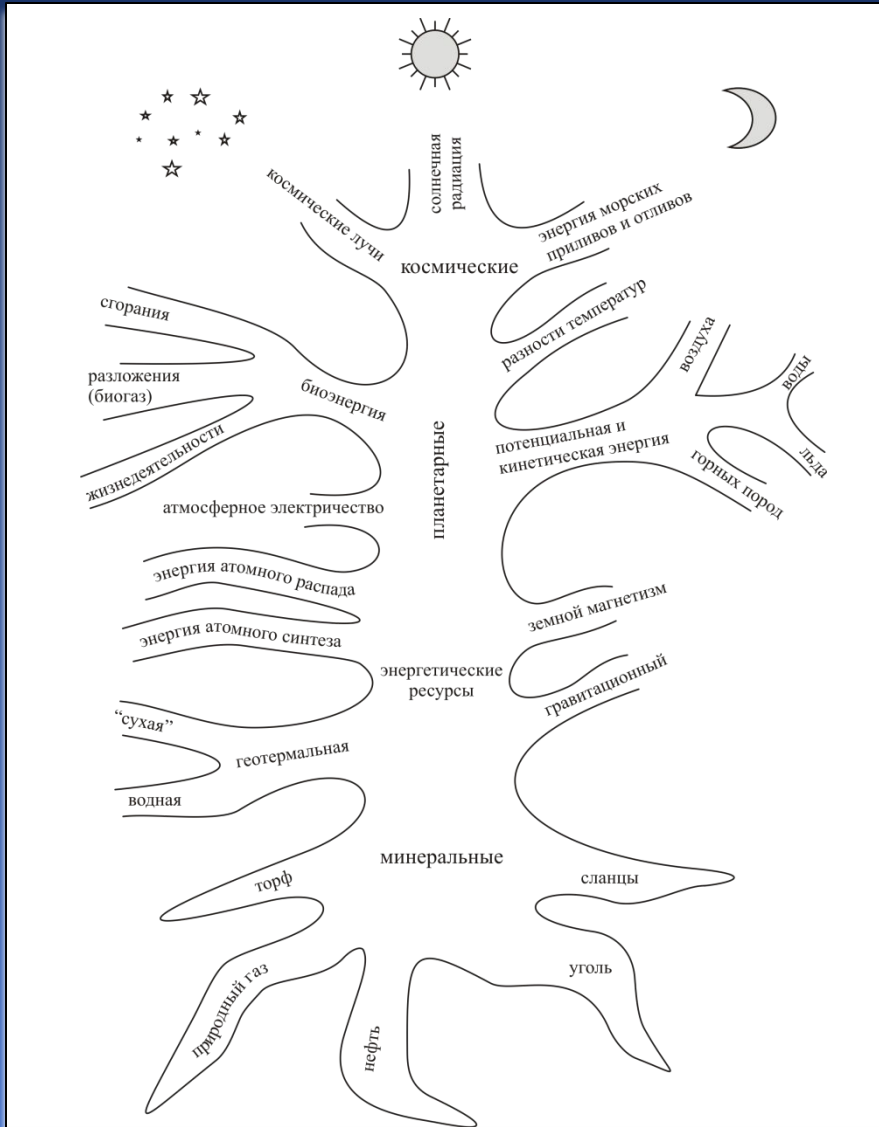 солнечная
радиация
космические лучи
энергия морских
приливов и отливов
космические
сгорания
разности температур
воздуха
воды
разложения
(биогаз)
биоэнергия
планетарные
потенциальная и
кинетическая энергия
льда
жизнедеятельности
горных пород
атмосферное электричество
энергия атомного распада
земной магнетизм
энергия атомного синтеза
энергетические
ресурсы
гравитационный
“сухая”
геотермальная
водная
минеральные
торф
сланцы
природный газ
уголь
нефть